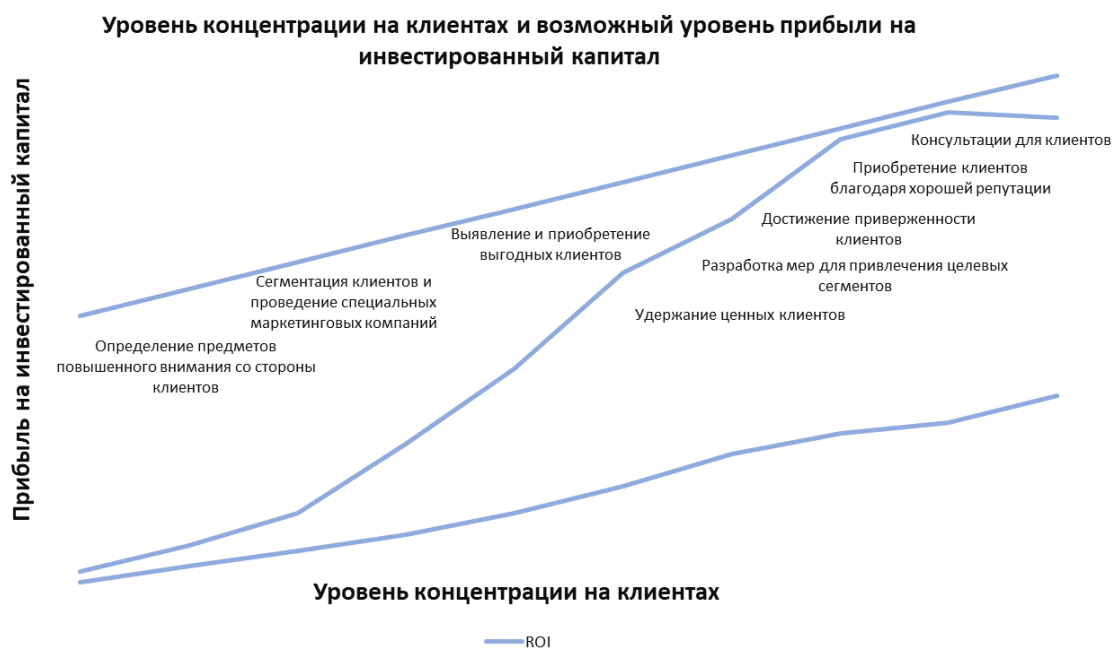 Уровень концентрации на клиентах и возможный уровень прибыли на
инвестированный капитал
Прибыль на инвестированный капитал
Консультации для клиентов
Приобретение клиентов
благодаря хорошей репутации
Достижение приверженности
клиентов
Выявление и приобретение
выгодных клиентов
Разработка мер для привлечения целевых
сегментов
Сегментация клиентов и
проведение специальных
маркетинговых компаний
Удержание ценных клиентов
Определение предметов
повышенного внимания со стороны
клиентов
Уровень концентрации на клиентах
ROI